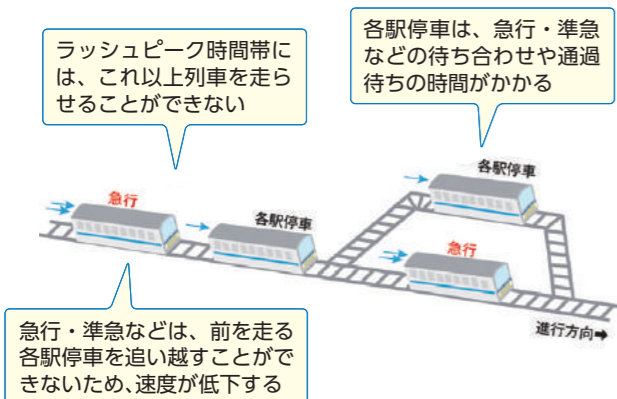 ラッシュピーク時間帯に
は、これ以上列車を走ら
せることができない
各駅停車は、急行・準急
などの待ち合わせや通過
待ちの時間がかかる
各駅停車
急行
各駅停車
急行
進行方向➡
急行・準急などは、前を走る
各駅停車を追い越すことがで
きないため、速度が低下する